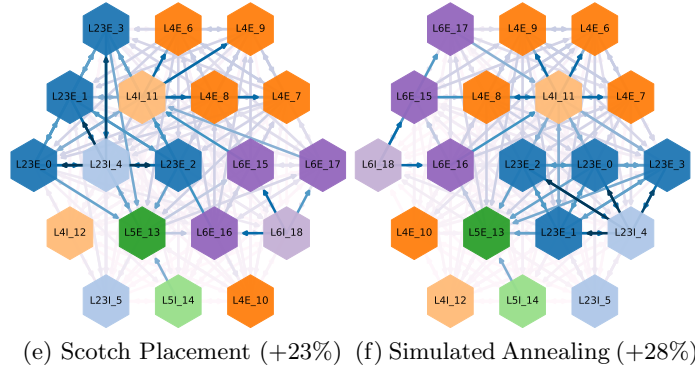 L23E_3 L4E_6 L4E_9
L23E_1 L4I_11 L4E_8 L4E_7
L23E_0 L23I_4 L23E_2 L6E_15 L6E_17
L4I_12 L5E_13 L6E_16 L6I_18
L23I_5 L5I_14 L4E_10
(e) Scotch Placement (+23%)
L6E_17 L4E_9 L4E_6
L6E_15 L4E_8 L4I_11 L4E_7
L6I_18 L6E_16 L23E_2 L23E_0 L23E_3
L4E_10 L5E_13 L23E_1 L23I_4
L4I_12 L5I_14 L23I_5
(f) Simulated Annealing (+28%)